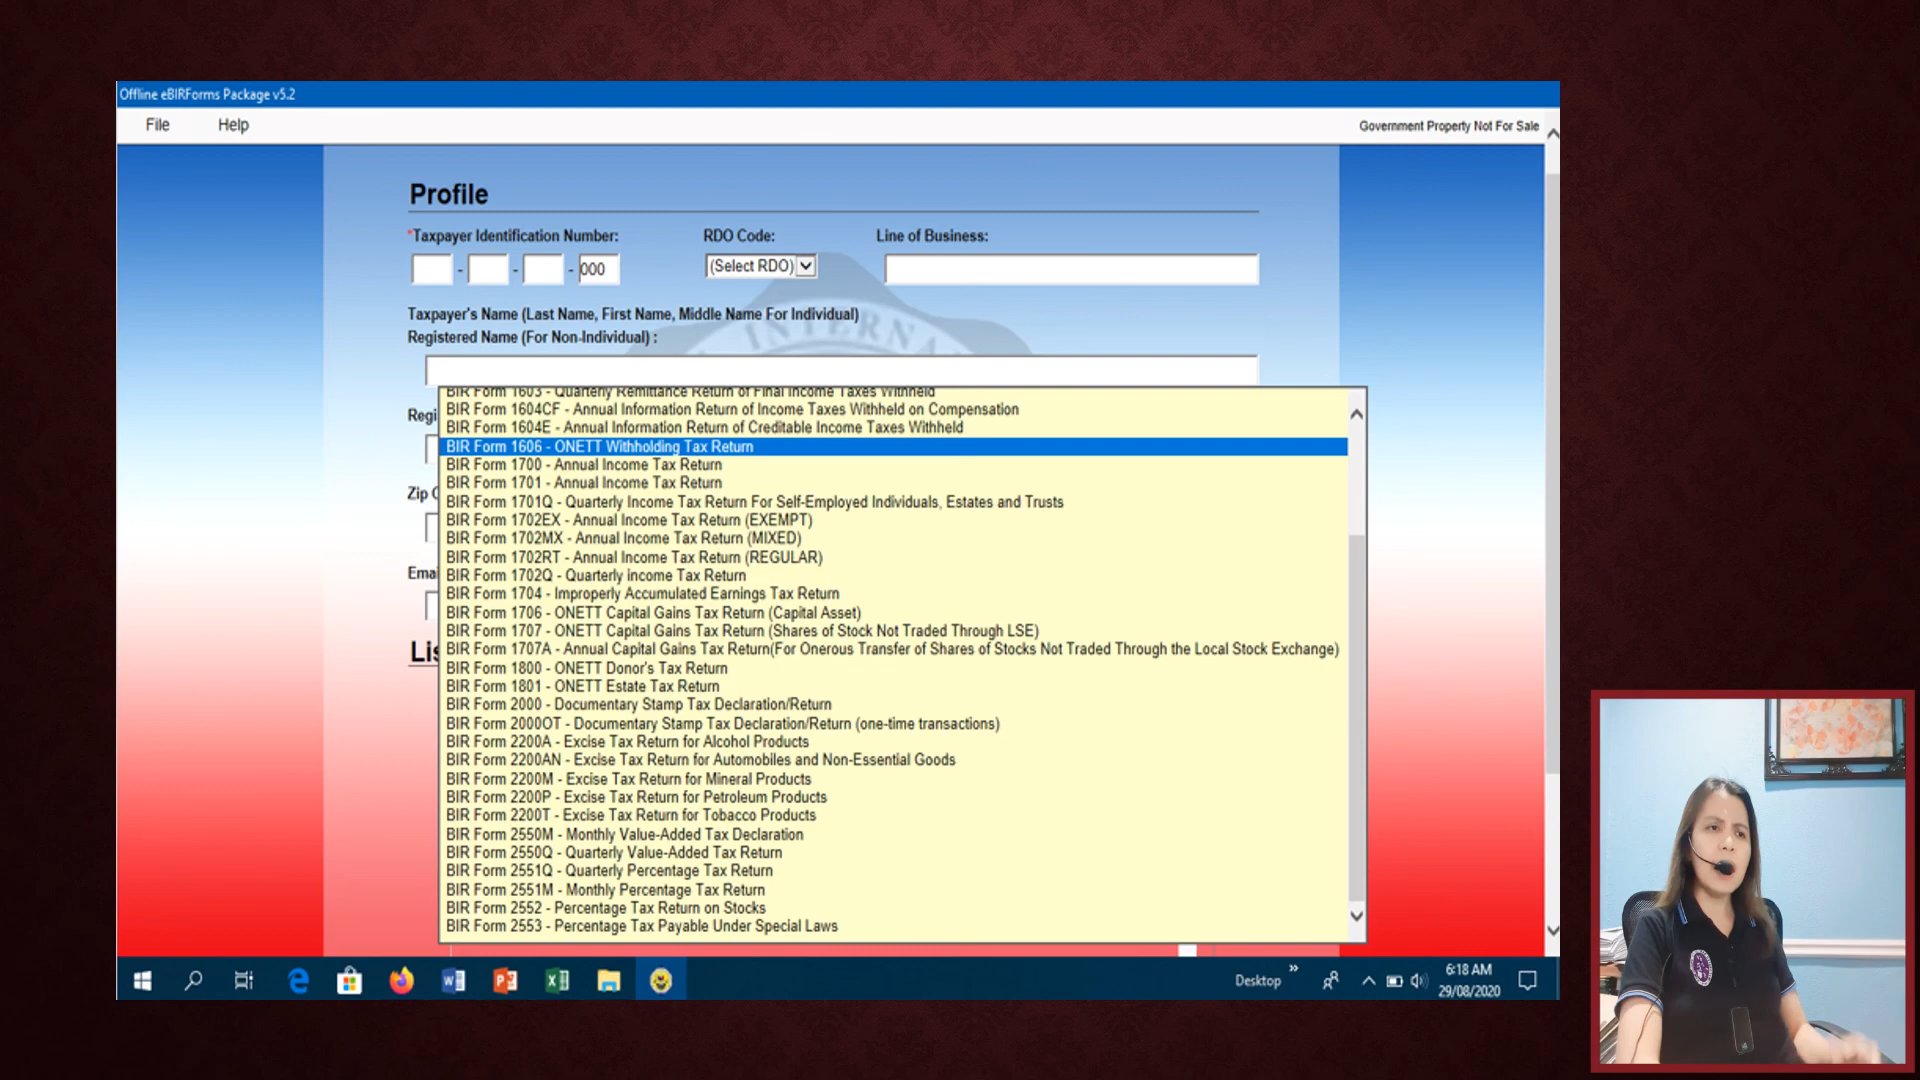 Offline eBIRForms Package v5.2
File Help Government Property Not For Sale
Profile
*Taxpayer Identification Number: RDO Code: Line of Business:
- - - 000 (Select RDO)
Taxpayer's Name (Last Name, First Name, Middle Name For Individual)
Registered Name (For Non-Individual) :
INTERNA
BIR Form 1603 - Quarterly Remittance Return of Final Income Taxes Withheld
Regi
BIR Form 1604CF - Annual Information Return of Income Taxes Withheld on Compensation
BIR Form 1604E - Annual Information Return of Creditable Income Taxes Withheld
BIR Form 1606 - ONETT Withholding Tax Return
BIR Form 1700 - Annual Income Tax Return
BIR Form 1701 - Annual Income Tax Return
Zip
BIR Form 1701Q - Quarterly Income Tax Return For Self-Employed Individuals, Estates and Trusts
BIR Form 1702EX - Annual Income Tax Return (EXEMPT)
BIR Form 1702MX - Annual Income Tax Return (MIXED)
BIR Form 1702RT - Annual Income Tax Return (REGULAR)
Emai
BIR Form 1702Q - Quarterly income Tax Return
BIR Form 1704 - Improperly Accumulated Earnings Tax Return
BIR Form 1706 - ONETT Capital Gains Tax Return (Capital Asset)
BIR Form 1707 - ONETT Capital Gains Tax Return (Shares of Stock Not Traded Through LSE)
Lis
BIR Form 1707A - Annual Capital Gains Tax Return(For Onerous Transfer of Shares of Stocks Not Traded Through the Local Stock Exchange)
BIR Form 1800 - ONETT Donor's Tax Return
BIR Form 1801 - ONETT Estate Tax Return
BIR Form 2000 - Documentary Stamp Tax Declaration/Return
BIR Form 2000OT - Documentary Stamp Tax Declaration/Return (one-time transactions)
BIR Form 2200A - Excise Tax Return for Alcohol Products
BIR Form 2200AN - Excise Tax Return for Automobiles and Non-Essential Goods
BIR Form 2200M - Excise Tax Return for Mineral Products
BIR Form 2200P - Excise Tax Return for Petroleum Products
BIR Form 2200T - Excise Tax Return for Tobacco Products
BIR Form 2550M - Monthly Value-Added Tax Declaration
BIR Form 2550Q - Quarterly Value-Added Tax Return
BIR Form 2551Q - Quarterly Percentage Tax Return
BIR Form 2551M - Monthly Percentage Tax Return
BIR Form 2552 - Percentage Tax Return on Stocks
BIR Form 2553 - Percentage Tax Payable Under Special Laws
Desktop 6:18 AM
29/08/2020